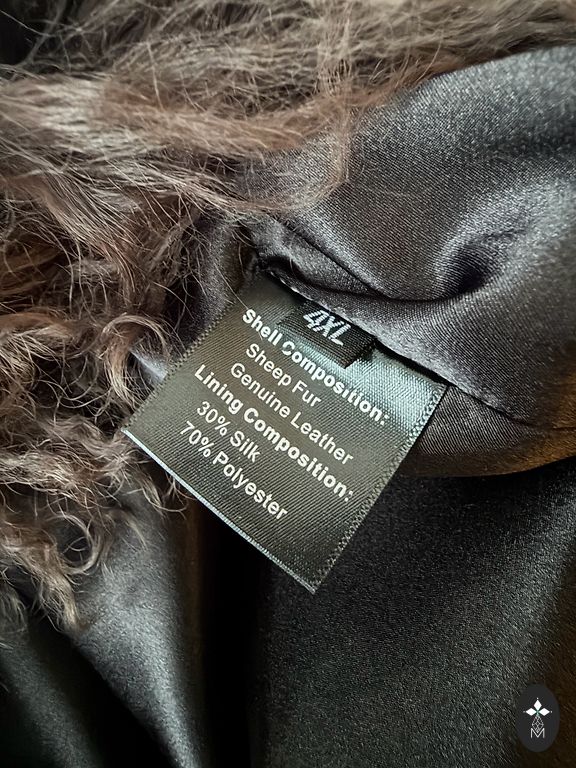 4XL
Shell Composition:
Sheep Fur
Genuine Leather
Lining Composition:
30% Silk
70% Polyester
M